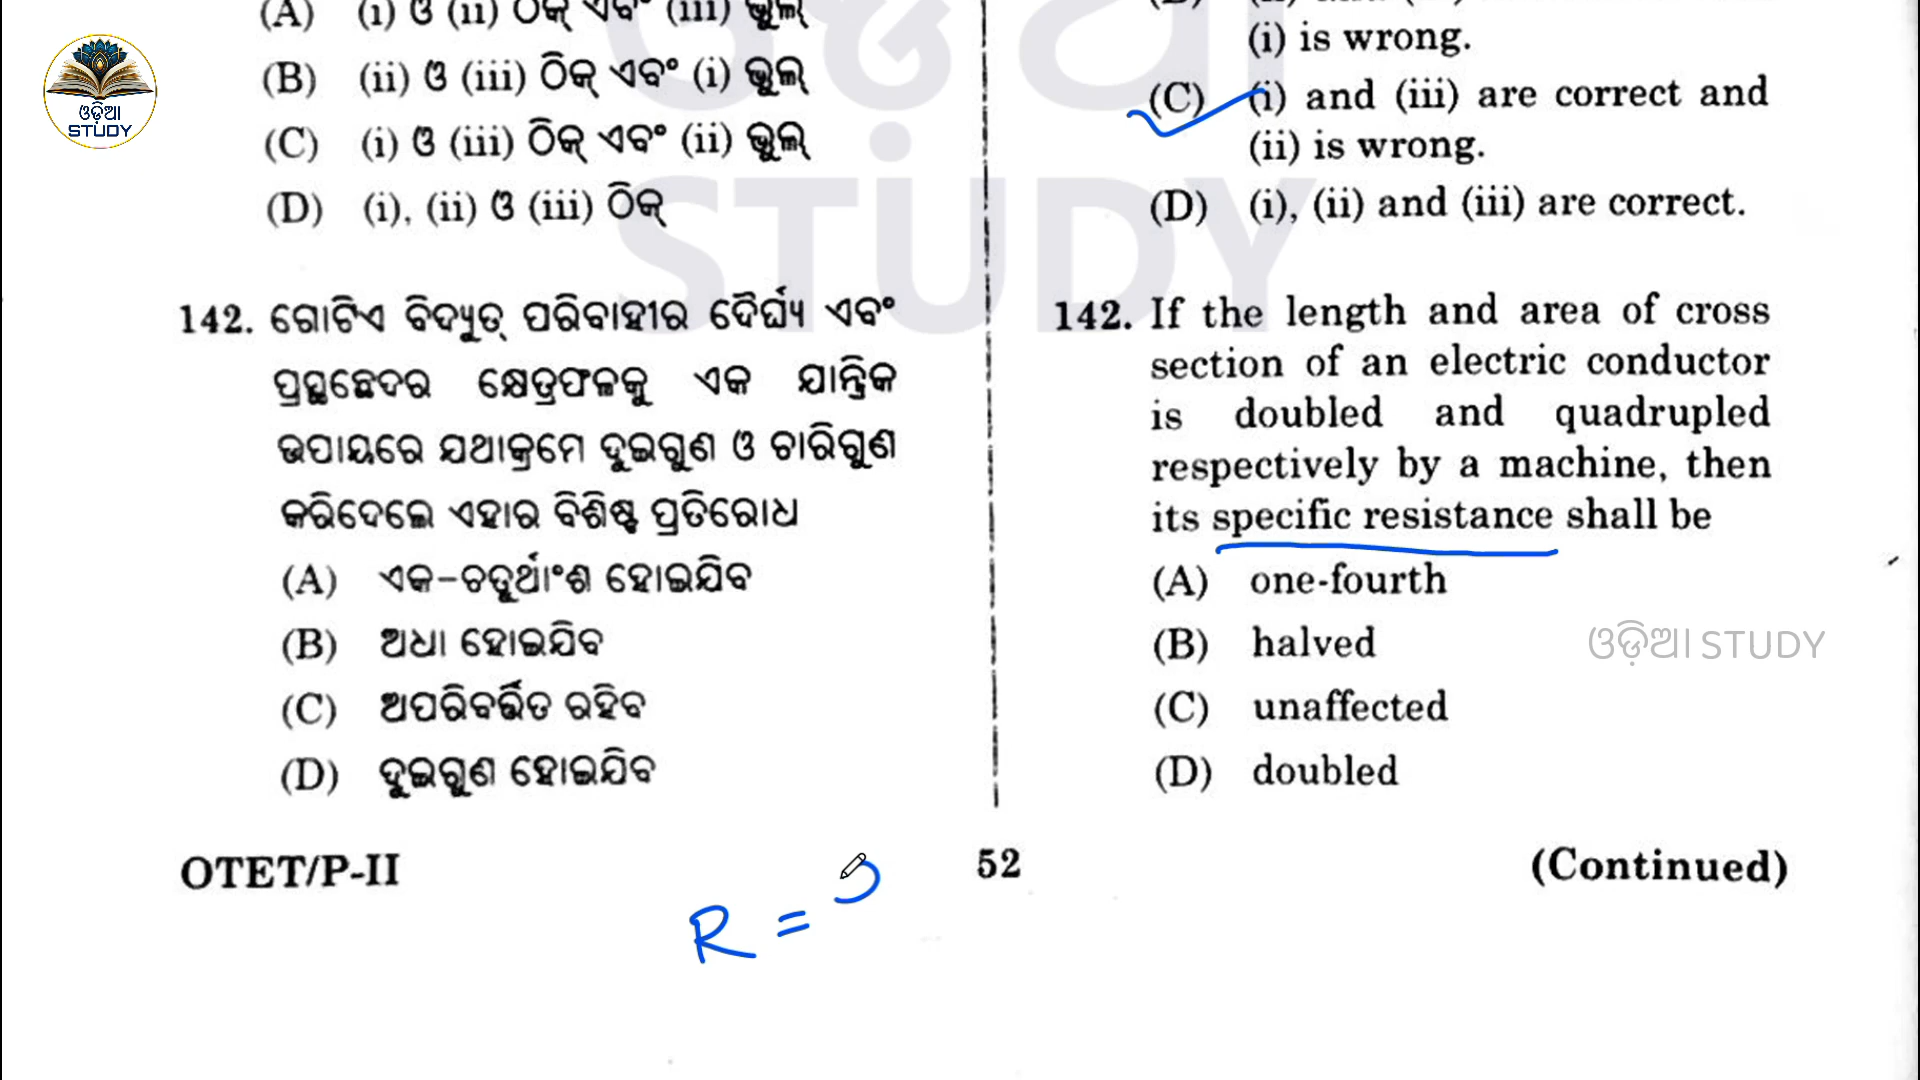 ଓଡ଼ିଆ
STUDY
(A) (i) ଓ (ii) ଠିକ୍ ଏବଂ (iii) ଭୁଲ୍
(B) (ii) ଓ (iii) ଠିକ୍ ଏବଂ (i) ଭୁଲ୍
(C) (i) ଓ (iii) ଠିକ୍ ଏବଂ (ii) ଭୁଲ୍
(D) (i), (ii) ଓ (iii) ଠିକ୍
142. ଗୋଟିଏ ବିଦ୍ୟୁତ୍ ପରିବାହୀର ଦୈର୍ଘ୍ୟ ଏବଂ
ପ୍ରସ୍ଥଚ୍ଛେଦର କ୍ଷେତ୍ରଫଳକୁ ଏକ ଯାନ୍ତ୍ରିକ
ଉପାୟରେ ଯଥାକ୍ରମେ ଦୁଇଗୁଣ ଓ ଚାରିଗୁଣ
କରିଦେଲେ ଏହାର ବିଶିଷ୍ଟ ପ୍ରତିରୋଧ
(A) ଏକ-ଚତୁର୍ଥାଂଶ ହୋଇଯିବ
(B) ଅଧା ହୋଇଯିବ
(C) ଅପରିବର୍ତ୍ତିତ ରହିବ
(D) ଦୁଇଗୁଣ ହୋଇଯିବ
(i) is wrong.
(C) (i) and (iii) are correct and
(ii) is wrong.
(D) (i), (ii) and (iii) are correct.
142. If the length and area of cross
section of an electric conductor
is doubled and quadrupled
respectively by a machine, then
its specific resistance shall be
(A) one-fourth
(B) halved
(C) unaffected
(D) doubled
ଓଡ଼ିଆ STUDY
ଓଡ଼ିଆ
STUDY
OTET/P-II 52 (Continued)
R =